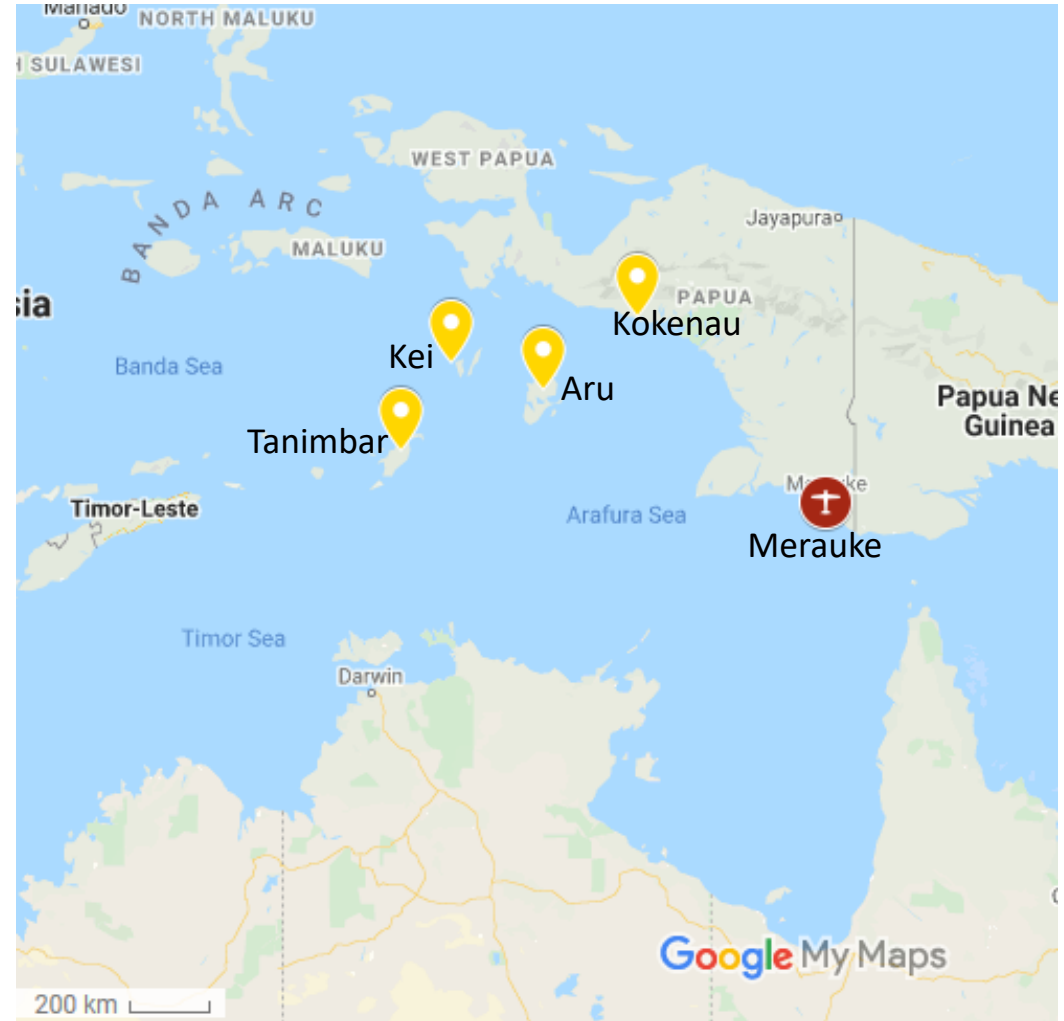 Manado
NORTH MALUKU
H SULAWESI
WEST PAPUA
BANDA ARC
Jayapura
MALUKU
sia
PAPUA
Kokenau
Kei
Banda Sea
Aru
Papua Ne
Guinea
Tanimbar
Timor-Leste
Arafura Sea
Merauke
Timor Sea
Darwin
Google My Maps
200 km